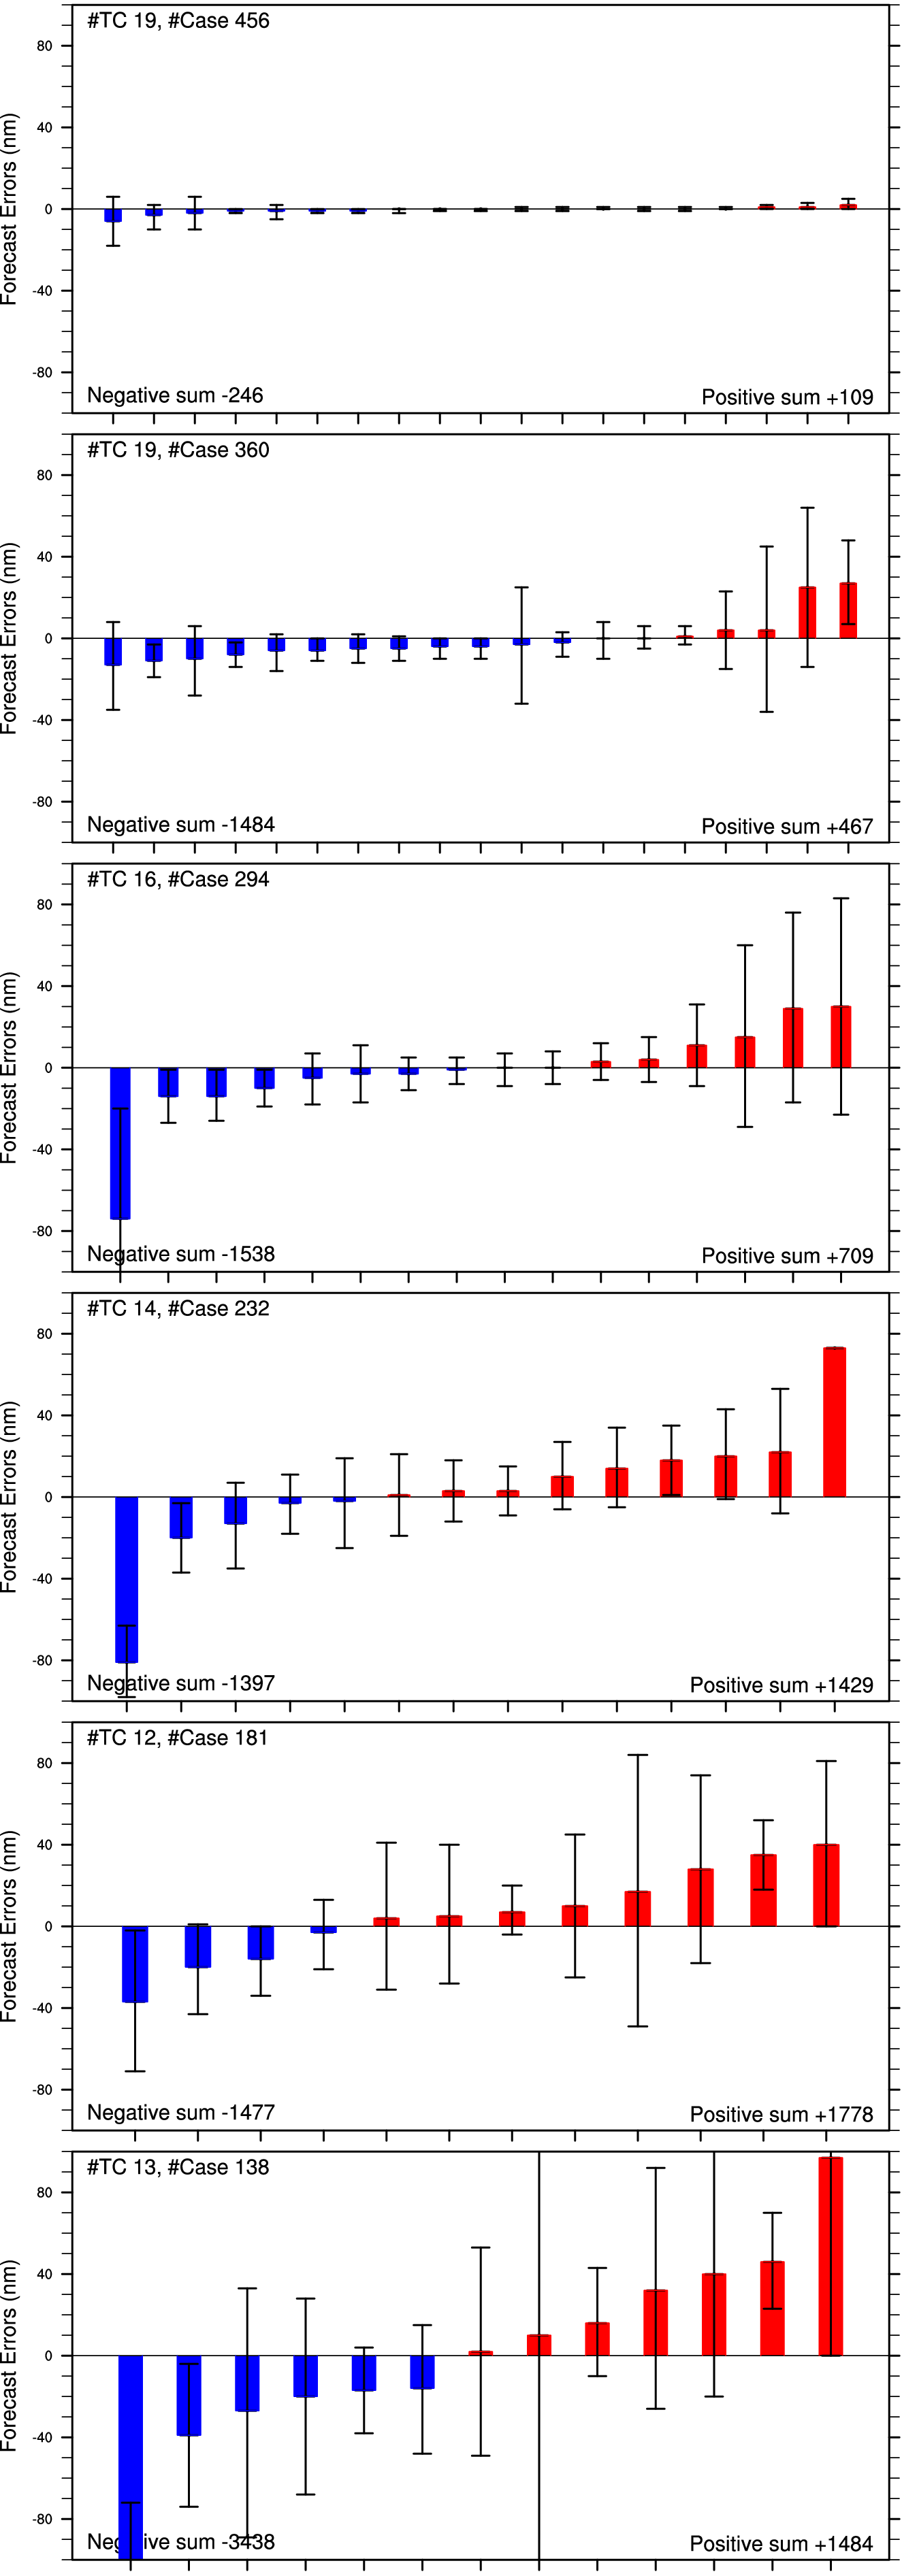 #TC 19, #Case 456
Forecast Errors (nm)
80
40
0
-40
-80
Negative sum -246
Positive sum +109
#TC 19, #Case 360
Forecast Errors (nm)
80
40
0
-40
-80
Negative sum -1484
Positive sum +467
#TC 16, #Case 294
Forecast Errors (nm)
80
40
0
-40
-80
Negative sum -1538
Positive sum +709
#TC 14, #Case 232
Forecast Errors (nm)
80
40
0
-40
-80
Negative sum -1397
Positive sum +1429
#TC 12, #Case 181
Forecast Errors (nm)
80
40
0
-40
-80
Negative sum -1477
Positive sum +1778
#TC 13, #Case 138
Forecast Errors (nm)
80
40
0
-40
-80
Negative sum -3438
Positive sum +1484